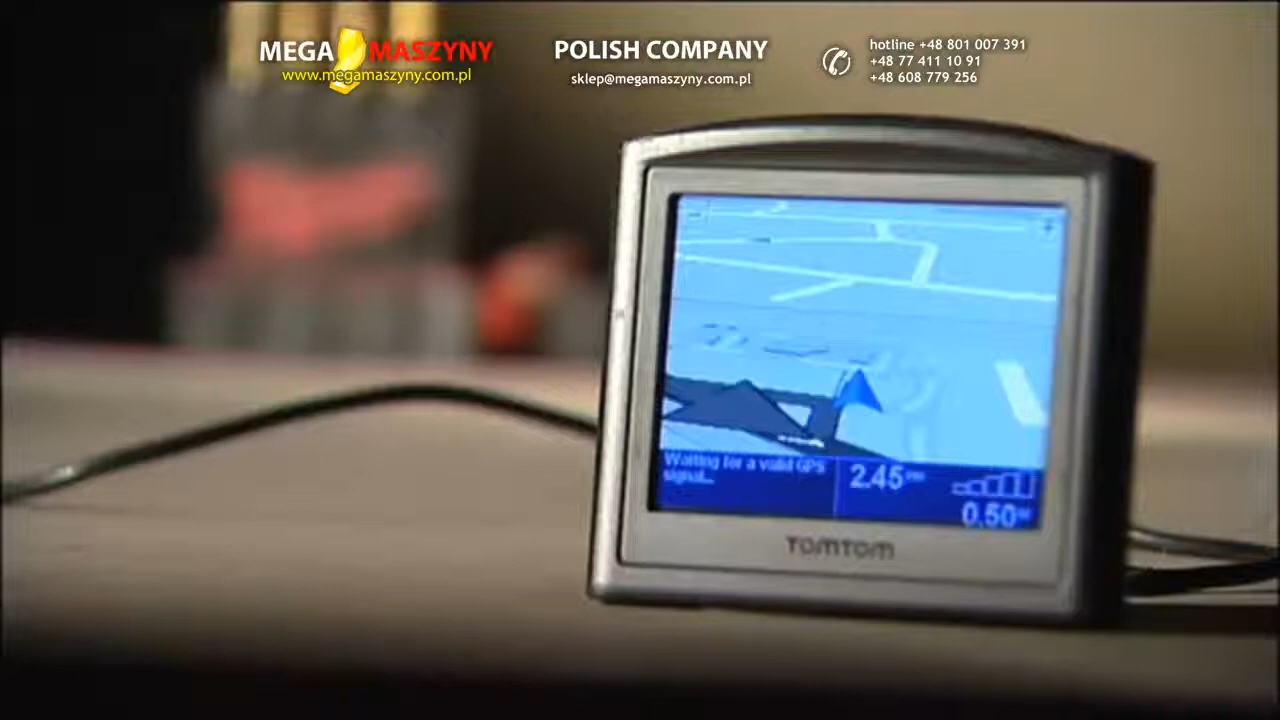 MEGA MASZYNY
www.megamaszyny.com.pl
POLISH COMPANY
sklep@megamaszyny.com.pl
hotline +48 801 007 391
+48 77 411 10 91
+48 608 779 256
Waiting for a valid GPS
signal...
2.45
0.50
TOMTOM